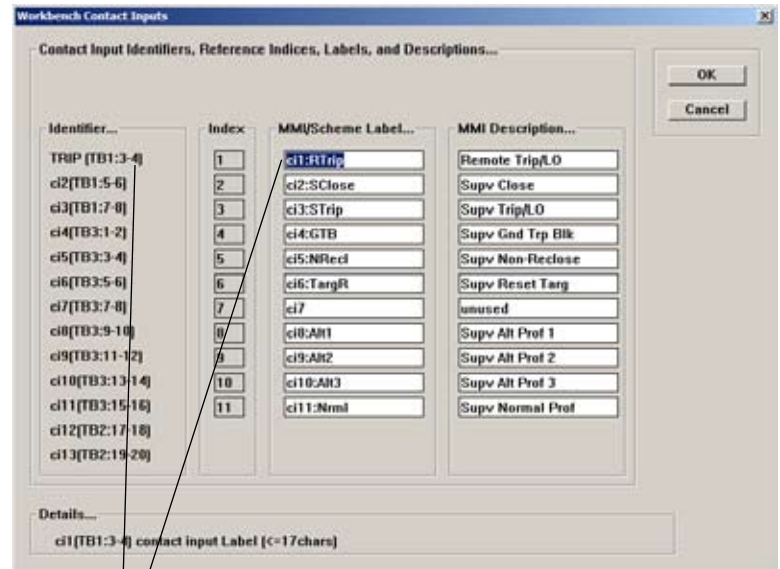 Workbench Contact Inputs
Contact Input Identifiers, Reference Indices, Labels, and Descriptions...
OK
Cancel
Identifier... Index MMI/Scheme Label... MMI Description...
TRIP (TB1:3-4) 1 ci1:RTrip Remote Trip/LO
ci2(TB1:5-6) 2 ci2:SClose Supv Close
ci3(TB1:7-8) 3 ci3:STrip Supv Trip/LO
ci4(TB3:1-2) 4 ci4:GTB Supv Gnd Trp Blk
ci5(TB3:3-4) 5 ci5:NRecl Supv Non-Reclose
ci6(TB3:5-6) 6 ci6:TargR Supv Reset Targ
ci7(TB3:7-8) 7 ci7 unused
ci8(TB3:9-10) 8 ci8:Alt1 Supv Alt Prof 1
ci9(TB3:11-12) 9 ci9:Alt2 Supv Alt Prof 2
ci10(TB3:13-14) 10 ci10:Alt3 Supv Alt Prof 3
ci11(TB3:15-16) 11 ci11:Nrml Supv Normal Prof
ci12(TB2:17-18)
ci13(TB2:19-20)
Details...
ci1(TB1:3-4) contact input Label (<=17chars)